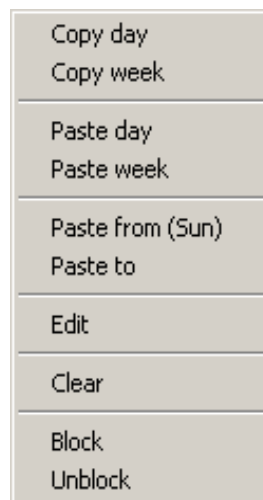 Copy day
Copy week
Paste day
Paste week
Paste from (Sun)
Paste to
Edit
Clear
Block
Unblock